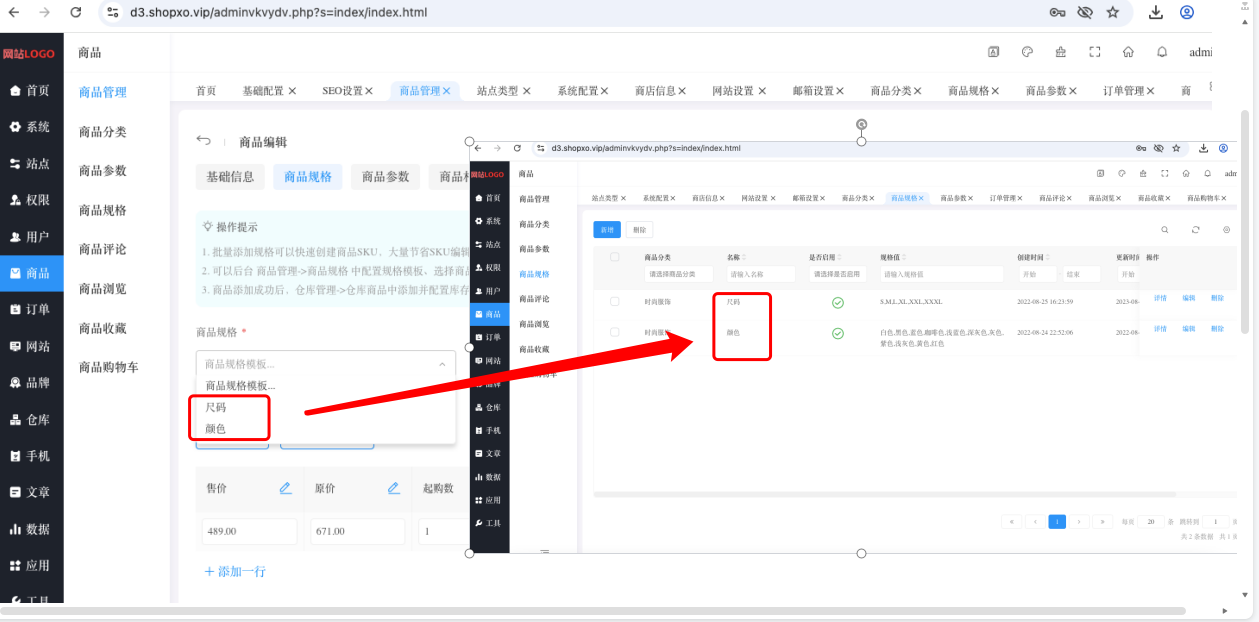 d3.shopxo.vip/adminvkvydv.php?s=index/index.html
网站LOGO
首页
系统
站点
权限
用户
商品
订单
网站
品牌
仓库
手机
文章
数据
应用
工具
商品
商品管理
商品分类
商品参数
商品规格
商品评论
商品浏览
商品收藏
商品购物车
admi
首页 基础配置 SEO设置 商品管理 站点类型 系统配置 商店信息 网站设置 邮箱设置 商品分类 商品规格 商品参数 订单管理 商
商品编辑
基础信息 商品规格 商品参数
操作提示
1. 批量添加规格可以快速创建商品SKU，大量节省SKU编辑
2. 可以后台 商品管理->商品规格 中配置规格模板，选择商品
3. 商品添加成功后，仓库管理->仓库商品中添加并配置库存
商品规格 *
商品规格模板...
商品规格模板...
尺码
颜色
售价 原价 起购数
489.00 671.00 1
添加一行
d3.shopxo.vip/adminvkvydv.php?s=index/index.html
网站LOGO
首页
系统
站点
权限
用户
商品
订单
网站
品牌
仓库
手机
文章
数据
应用
工具
商品
商品管理
商品分类
商品参数
商品规格
商品评论
商品浏览
商品收藏
adm
站点类型 系统配置 商店信息 网站设置 邮箱设置 商品分类 商品规格 商品参数 订单管理 商品评论 商品浏览 商品收藏 商品购物车
新增 删除
商品分类 名称 是否启用 规格值 创建时间 更新时间 操作
请选择商品分类 请输入名称 请选择是否启用 请输入规格值 开始 - 结束 开始
时尚服饰 尺码 S,M,L,XL,XXL,XXXL 2022-08-25 16:23:59 2023-08- 详情 编辑 删除
时尚服饰 颜色 白色,黑色,蓝色,咖啡色,浅蓝色,深灰色,灰色, 2022-08-24 22:52:06 2022-08- 详情 编辑 删除
紫色,浅灰色,黄色,红色
« ‹ 1 › » 每页 20 条 跳转到 1
共 2 条数据 共 1